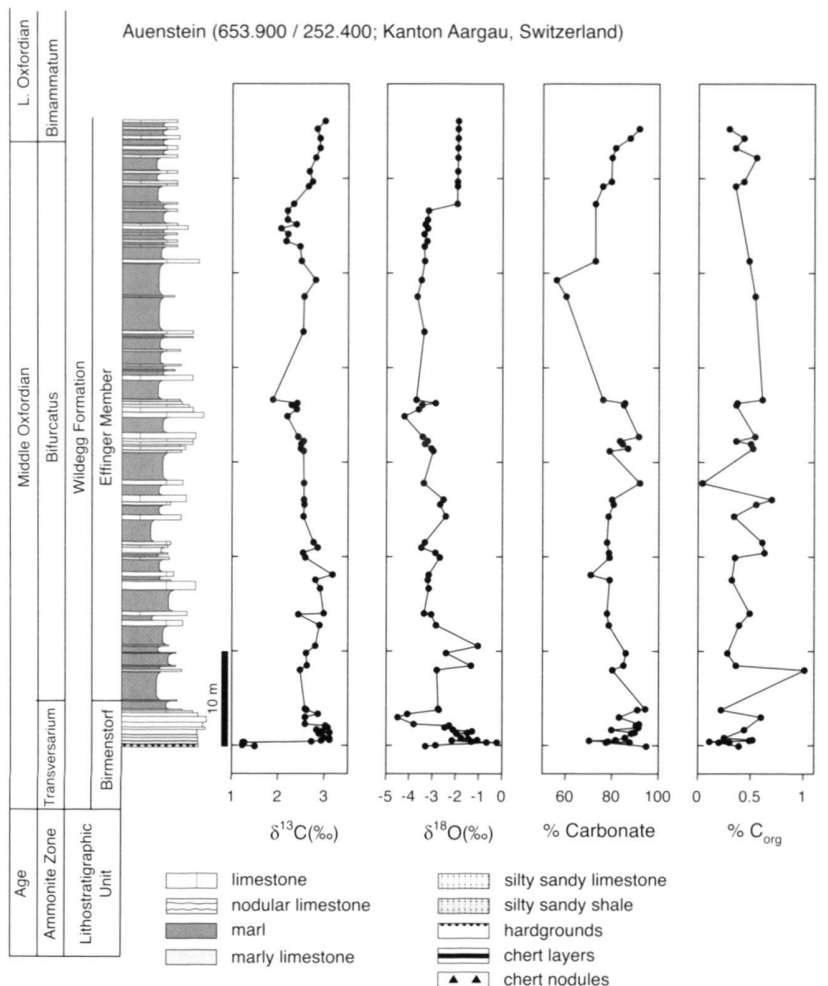 Auenstein (653.900 / 252.400; Kanton Aargau, Switzerland)
L. Oxfordian
Bimammatum
Middle Oxfordian
Bifurcatus
Wildegg Formation
Effinger Member
Transversarium
Birmenstorf
10 m
1 2 3
-5 -4 -3 -2 -1 0
60 80 100
0 0.5 1
δ13C(‰)
δ18O(‰)
% Carbonate
% Corg
Age
Ammonite Zone
Lithostratigraphic
Unit
limestone
nodular limestone
marl
marly limestone
silty sandy limestone
silty sandy shale
hardgrounds
chert layers
chert nodules